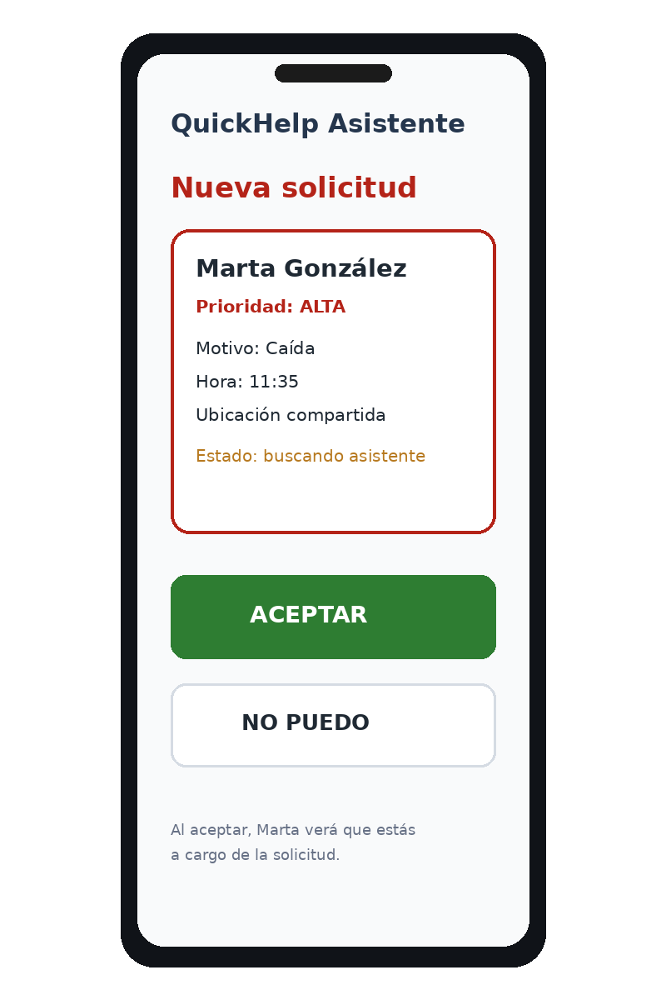 QuickHelp Asistente
Nueva solicitud
Marta González
Prioridad: ALTA
Motivo: Caída
Hora: 11:35
Ubicación compartida
Estado: buscando asistente
ACEPTAR
NO PUEDO
Al aceptar, Marta verá que estás
a cargo de la solicitud.